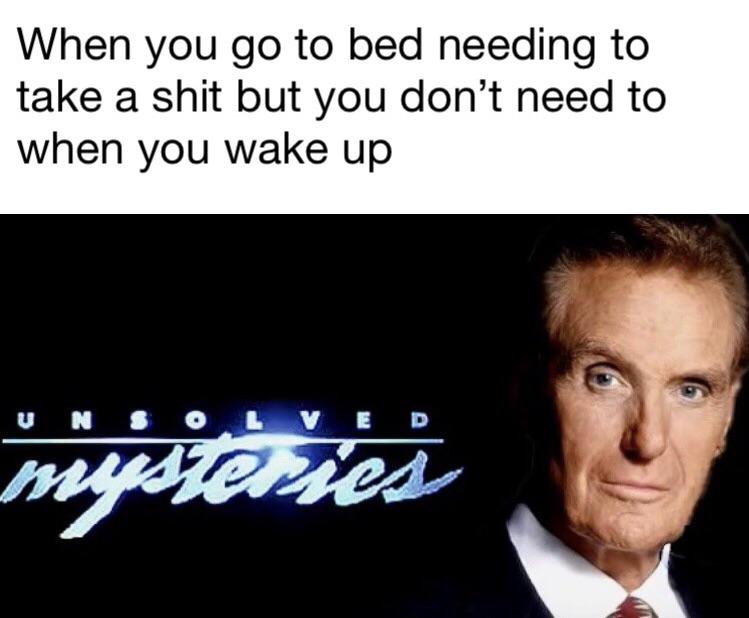 When you go to bed needing to
take a shit but you don’t need to
when you wake up
UNSOLVED
mysteries